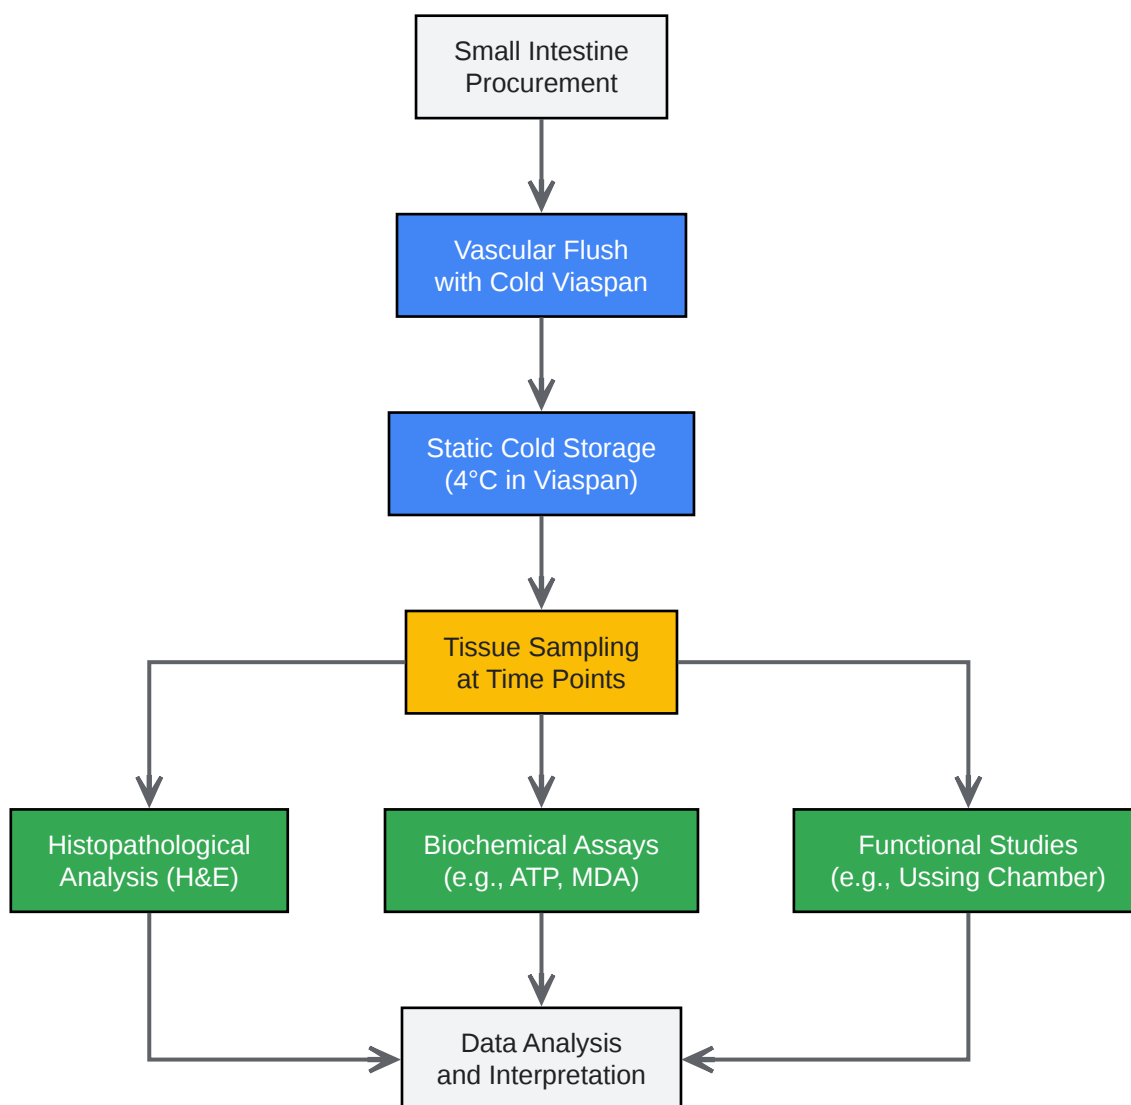 Small Intestine
Procurement
Vascular Flush
with Cold Viaspan
Static Cold Storage
(4°C in Viaspan)
Tissue Sampling
at Time Points
Histopathological
Analysis (H&E)
Biochemical Assays
(e.g., ATP, MDA)
Functional Studies
(e.g., Ussing Chamber)
Data Analysis
and Interpretation